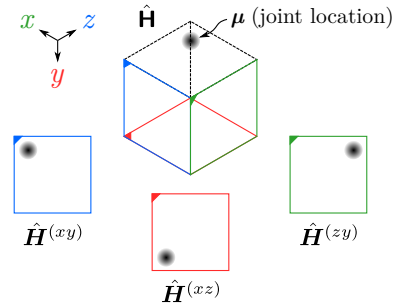 x z
y
Ĥ
μ (joint location)
Ĥ^(xy)
Ĥ^(xz)
Ĥ^(zy)